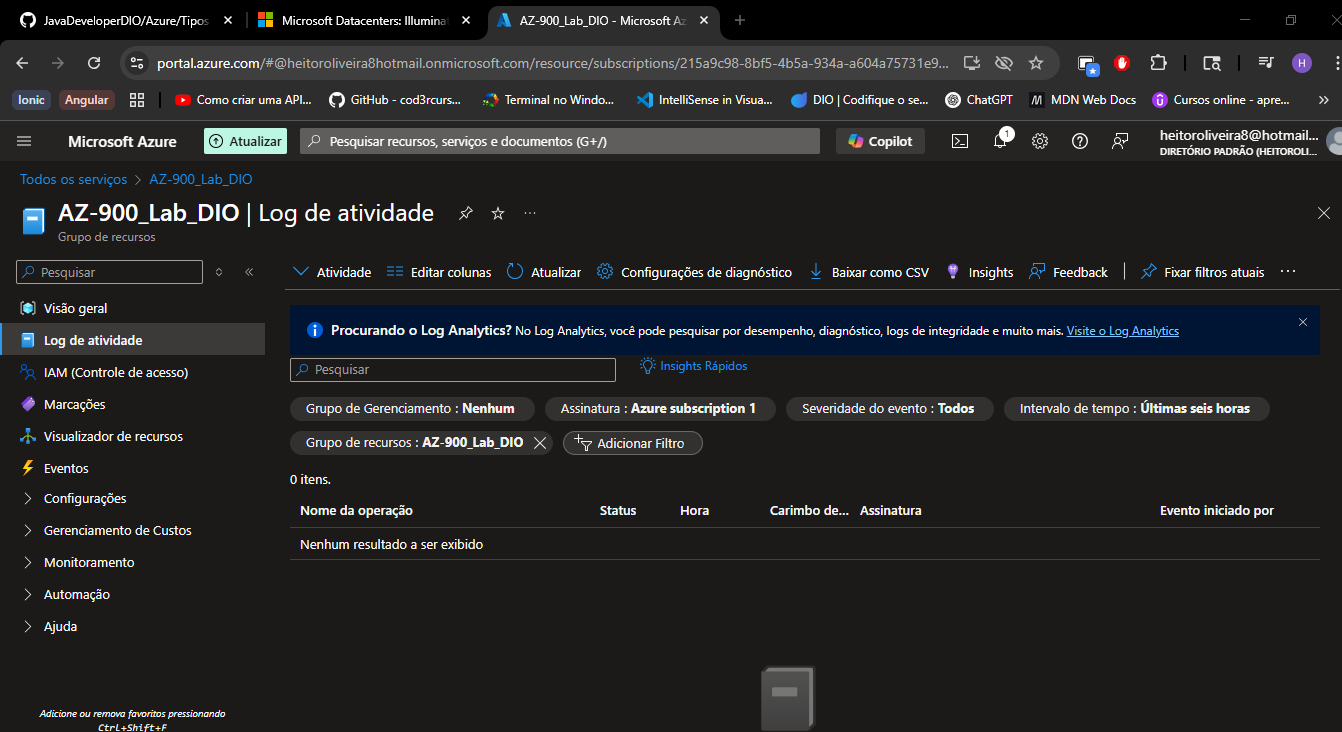 JavaDeveloperDIO/Azure/Tipos
Microsoft Datacenters: Illuminat
AZ-900_Lab_DIO - Microsoft Az
portal.azure.com/#@heitoroliveira8hotmail.onmicrosoft.com/resource/subscriptions/215a9c98-8bf5-4b5a-934a-a604a75731e9...
H
Ionic
Angular
Como criar uma API...
GitHub - cod3rcurs...
Terminal no Windo...
IntelliSense in Visua...
DIO | Codifique o se...
ChatGPT
MDN Web Docs
Cursos online - apre...
Microsoft Azure
Atualizar
Pesquisar recursos, serviços e documentos (G+/)
Copilot
1
heitoroliveira8@hotmail...
DIRETÓRIO PADRÃO (HEITOROLI...
Todos os serviços > AZ-900_Lab_DIO
AZ-900_Lab_DIO | Log de atividade
Grupo de recursos
Pesquisar
Atividade
Editar colunas
Atualizar
Configurações de diagnóstico
Baixar como CSV
Insights
Feedback
Fixar filtros atuais
Visão geral
Log de atividade
IAM (Controle de acesso)
Marcações
Visualizador de recursos
Eventos
Configurações
Gerenciamento de Custos
Monitoramento
Automação
Ajuda
Adicione ou remova favoritos pressionando
Ctrl+Shift+F
Procurando o Log Analytics? No Log Analytics, você pode pesquisar por desempenho, diagnóstico, logs de integridade e muito mais. Visite o Log Analytics
Pesquisar
Insights Rápidos
Grupo de Gerenciamento : Nenhum
Assinatura : Azure subscription 1
Severidade do evento : Todos
Intervalo de tempo : Últimas seis horas
Grupo de recursos : AZ-900_Lab_DIO
Adicionar Filtro
0 itens.
Nome da operação
Status
Hora
Carimbo de...
Assinatura
Evento iniciado por
Nenhum resultado a ser exibido